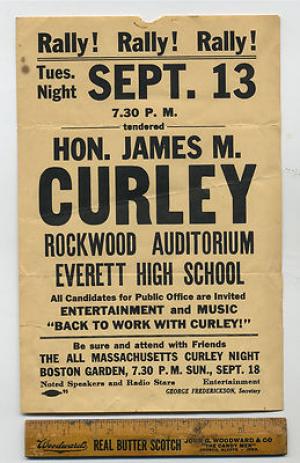 Rally! Rally! Rally!
Tues. Night SEPT. 13
7.30 P. M.
tendered
HON. JAMES M.
CURLEY
ROCKWOOD AUDITORIUM
EVERETT HIGH SCHOOL
All Candidates for Public Office are Invited
ENTERTAINMENT and MUSIC
"BACK TO WORK WITH CURLEY!"
Be sure and attend with Friends
THE ALL MASSACHUSETTS CURLEY NIGHT
BOSTON GARDEN, 7.30 P. M. SUN., SEPT. 18
Noted Speakers and Radio Stars Entertainment
GEORGE FREDERICKSON, Secretary
Woodward's REAL BUTTER SCOTCH JOHN G. WOODWARD & CO.
"THE CANDY MEN"
COUNCIL BLUFFS - IOWA